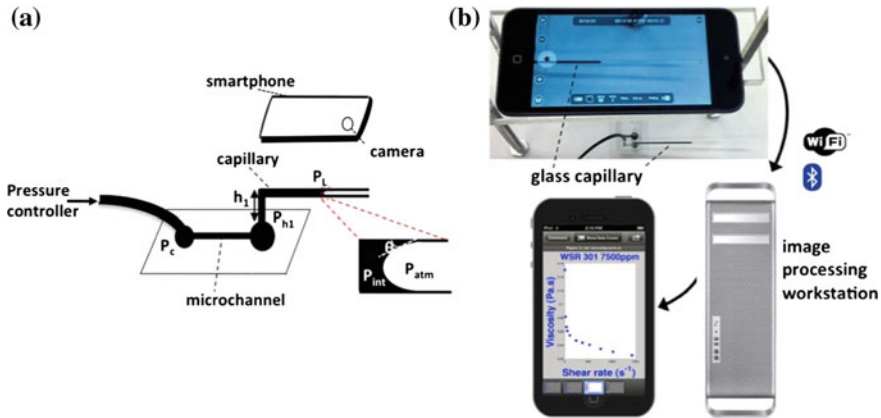 (a)
smartphone
camera
capillary
Pressure
controller
h1
PL
Ph1
Pc
microchannel
θ
Pint
Patm
(b)
glass capillary
WiFi
image
processing
workstation
WSR 301 7500ppm
Viscosity (Pa.s)
Shear rate (s⁻¹)